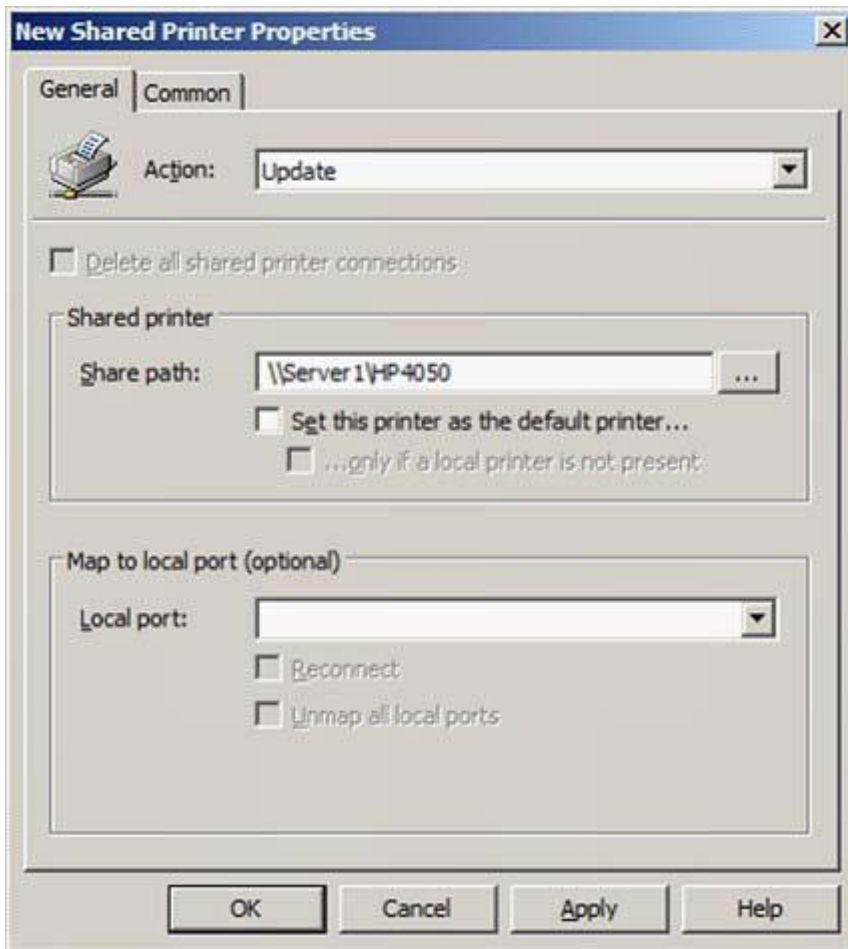 New Shared Printer Properties
General Common
Action: Update
Delete all shared printer connections
Shared printer
Share path: \\Server1\HP4050 ...
Set this printer as the default printer...
...only if a local printer is not present
Map to local port (optional)
Local port:
Reconnect
Unmap all local ports
OK Cancel Apply Help